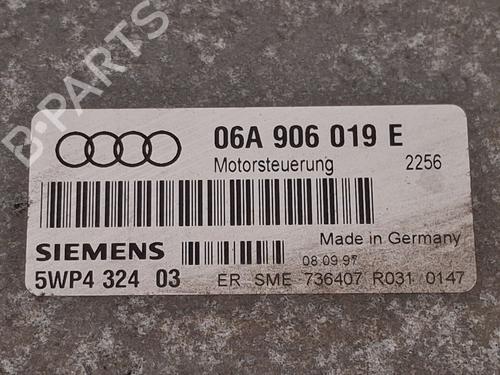 B-PARTS
06A 906 019 E
Motorsteuerung 2256
Made in Germany
SIEMENS
08.09.97
5WP4 324 03 ER SME 736407 R031 0147